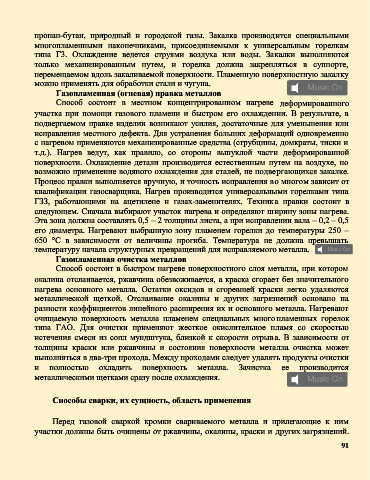 пропан-бутан, природный и городской газы. Закалка производится специальными
многопламенными наконечниками, присоединяемыми к универсальным горелкам
типа ГЗ. Охлаждение ведется струями воздуха или воды. Закалки выполняются
только механизированным путем, и горелка должна закрепляться в суппорте,
перемещаемом вдоль закаливаемой поверхности. Пламенную поверхностную закалку
можно применять для обработки стали и чугуна.
Music On
Газопламенная (огневая) правка металлов
Способ состоит в местном концентрированном нагреве деформированного
участка при помощи газового пламени и быстром его охлаждении. В результате, в
подвергаемом правке изделии возникают усилия, достаточные для уменьшения или
исправления местного дефекта. Для устранения больших деформаций одновременно
с нагревом применяются механизированные средства (струбцины, домкраты, тиски и
т.д.). Нагрев ведут, как правило, со стороны выпуклой части деформированной
поверхности. Охлаждение детали производится естественным путем на воздухе, но
возможно применение водяного охлаждения для сталей, не подвергающихся закалке.
Процесс правки выполняется вручную, и точность исправления во многом зависит от
квалификации газосварщика. Нагрев производится универсальными горелками типа
ГЗЗ, работающими на ацетилене и газах-заменителях. Техника правки состоит в
следующем. Сначала выбирают участок нагрева и определяют ширину зоны нагрева.
Эта зона должна составлять 0,5 – 2 толщины листа, а при исправлении вала – 0,2 – 0,5
его диаметра. Нагревают выбранную зону пламенем горелки до температуры 250 –
650 °С в зависимости от величины прогиба. Температура не должна превышать
температуру начала структурных превращений для исправляемого металла.
Music On
Газопламенная очистка металлов
Способ состоит в быстром нагреве поверхностного слоя металла, при котором
окалина отслаивается, ржавчина обезвоживается, а краска сгорает без значительного
нагрева основного металла. Остатки оксидов и сгоревшей краски легко удаляются
металлической щеткой. Отслаивание окалины и других загрязнений основано на
разности коэффициентов линейного расширения их и основного металла. Нагревают
очищаемую поверхность металла пламенем специальных многопламенных горелок
типа ГАО. Для очистки применяют жесткое окислительное пламя со скоростью
истечения смеси из сопл мундштука, близкой к скорости отрыва. В зависимости от
толщины краски или ржавчины и состояния поверхности металла очистка может
выполняться в два-три прохода. Между проходами следует удалять продукты очистки
и полностью охладить поверхность металла. Зачистка ее производится
металлическими щетками сразу после охлаждения.
Music On
Способы сварки, их сущность, область применения
Перед газовой сваркой кромки свариваемого металла и прилегающие к ним
участки должны быть очищены от ржавчины, окалины, краски и других загрязнений.
91